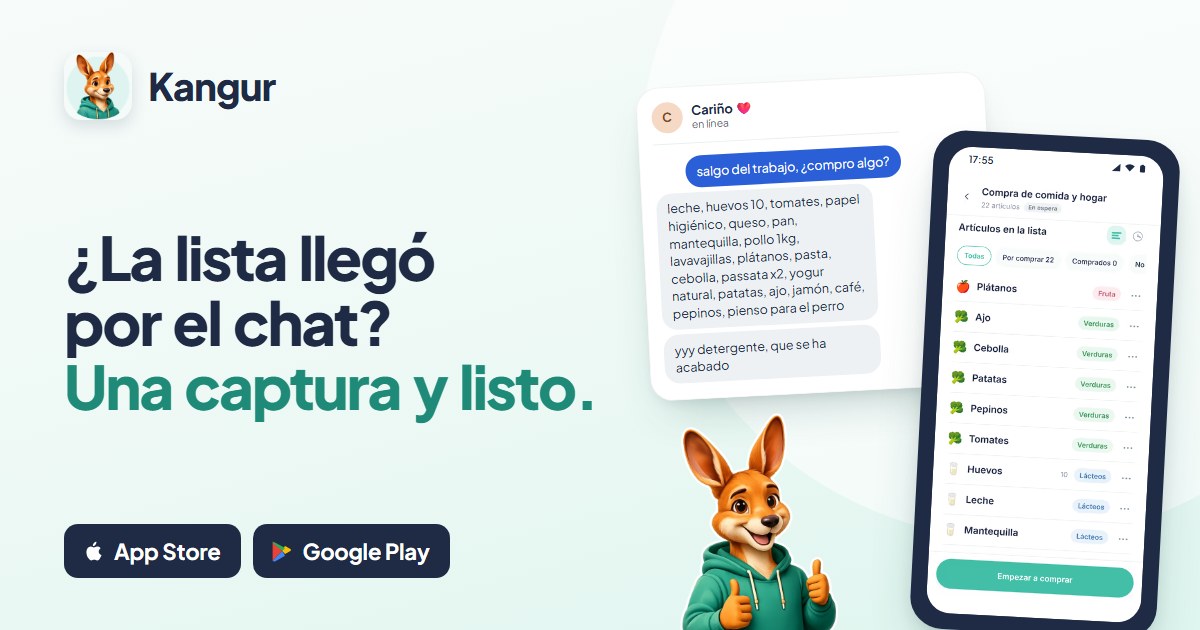 Kangur
¿La lista llegó
por el chat?
Una captura y listo.
App Store
Google Play
C
Cariño ❤️
en línea
salgo del trabajo, ¿compro algo?
leche, huevos 10, tomates, papel
higiénico, queso, pan,
mantequilla, pollo 1kg,
lavavajillas, plátanos, pasta,
cebolla, passata x2, yogur
natural, patatas, ajo, jamón, café,
pepinos, pienso para el perro
yyy detergente, que se ha
acabado
17:55
Compra de comida y hogar
22 artículos En espera
Artículos en la lista
Todos Por comprar 22 Comprados 0 No
Plátanos Fruta
Ajo Verduras
Cebolla Verduras
Patatas Verduras
Pepinos Verduras
Tomates Verduras
Huevos 10 Lácteos
Leche Lácteos
Mantequilla Lácteos
Empezar a comprar